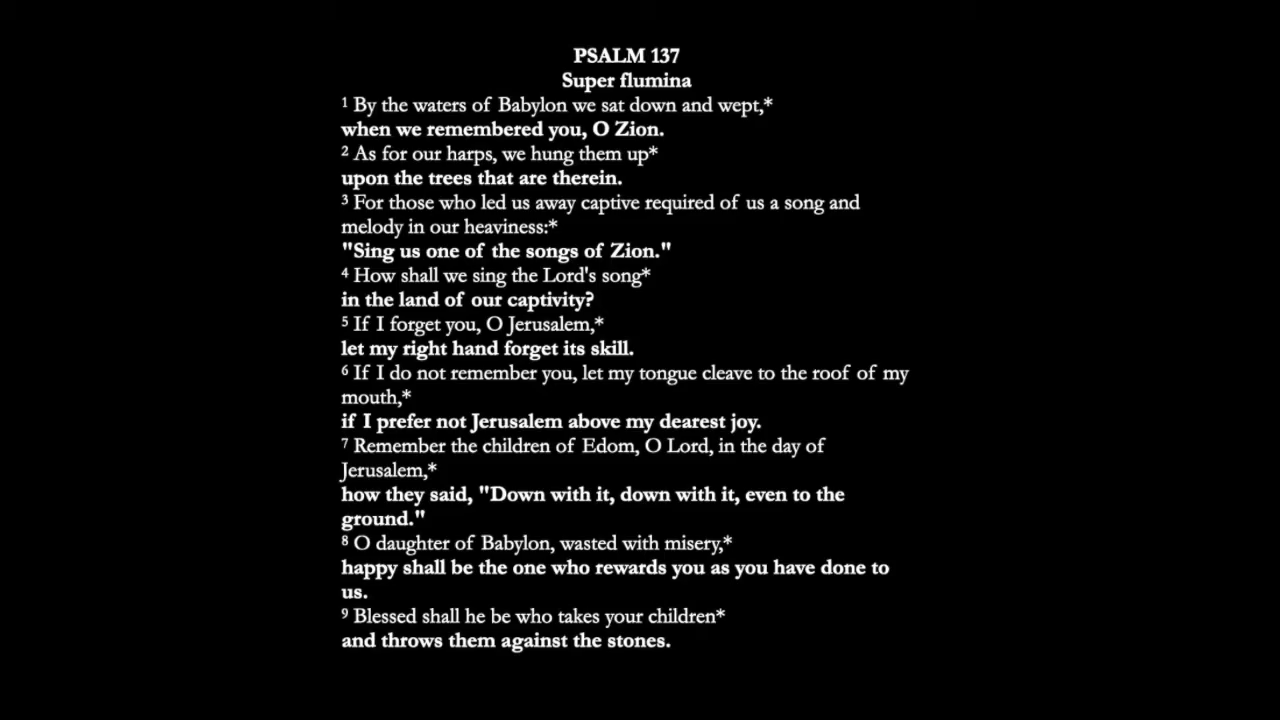 PSALM 137
Super flumina
¹ By the waters of Babylon we sat down and wept,*
when we remembered you, O Zion.
² As for our harps, we hung them up*
upon the trees that are therein.
³ For those who led us away captive required of us a song and
melody in our heaviness:*
"Sing us one of the songs of Zion."
⁴ How shall we sing the Lord's song*
in the land of our captivity?
⁵ If I forget you, O Jerusalem,*
let my right hand forget its skill.
⁶ If I do not remember you, let my tongue cleave to the roof of my
mouth,*
if I prefer not Jerusalem above my dearest joy.
⁷ Remember the children of Edom, O Lord, in the day of
Jerusalem,*
how they said, "Down with it, down with it, even to the
ground."
⁸ O daughter of Babylon, wasted with misery,*
happy shall be the one who rewards you as you have done to
us.
⁹ Blessed shall he be who takes your children*
and throws them against the stones.